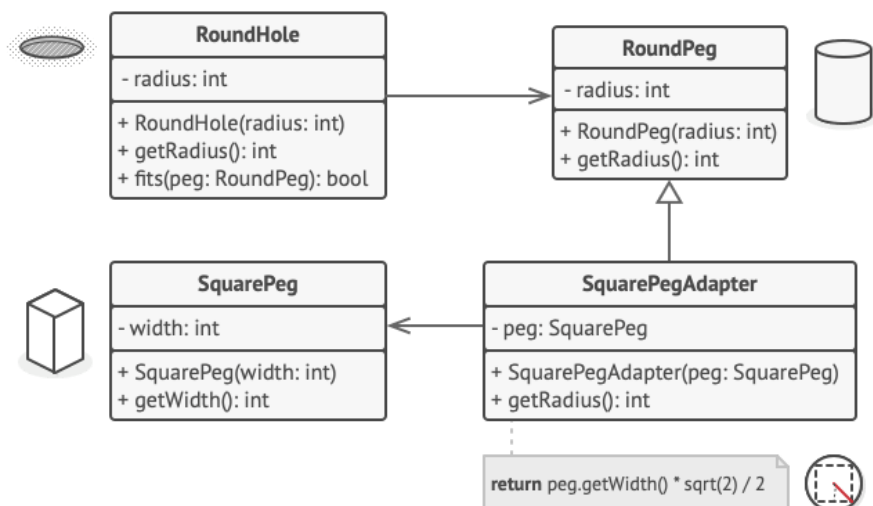 RoundHole
- radius: int
+ RoundHole(radius: int)
+ getRadius(): int
+ fits(peg: RoundPeg): bool
RoundPeg
- radius: int
+ RoundPeg(radius: int)
+ getRadius(): int
SquarePeg
- width: int
+ SquarePeg(width: int)
+ getWidth(): int
SquarePegAdapter
- peg: SquarePeg
+ SquarePegAdapter(peg: SquarePeg)
+ getRadius(): int
return peg.getWidth() * sqrt(2) / 2